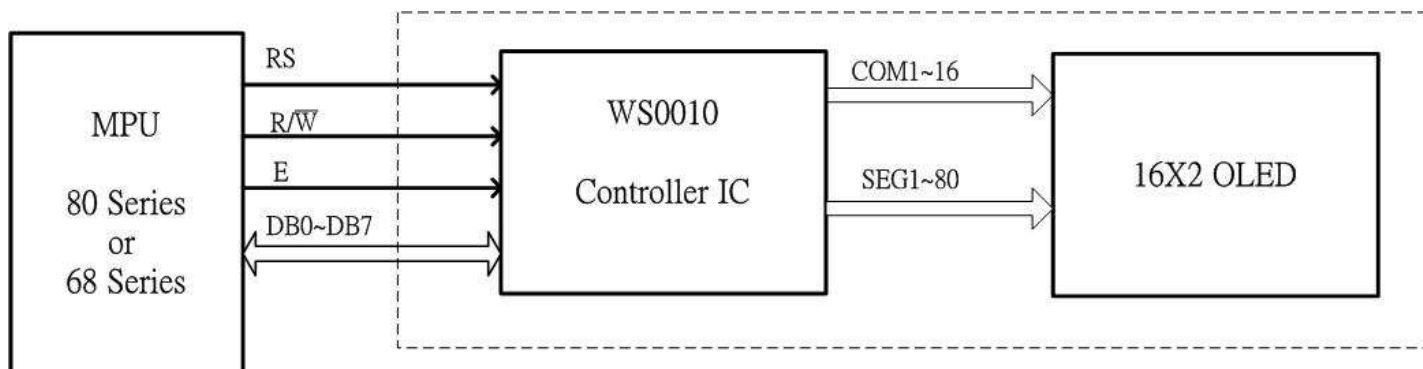 MPU
80 Series
or
68 Series
RS
R/W̅
E
DB0~DB7
WS0010
Controller IC
COM1~16
SEG1~80
16X2 OLED